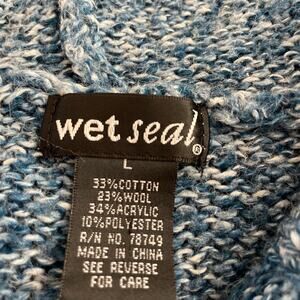 wet seal®
L
33%COTTON
23%WOOL
34%ACRYLIC
10%POLYESTER
R/N NO. 78749
MADE IN CHINA
SEE REVERSE
FOR CARE